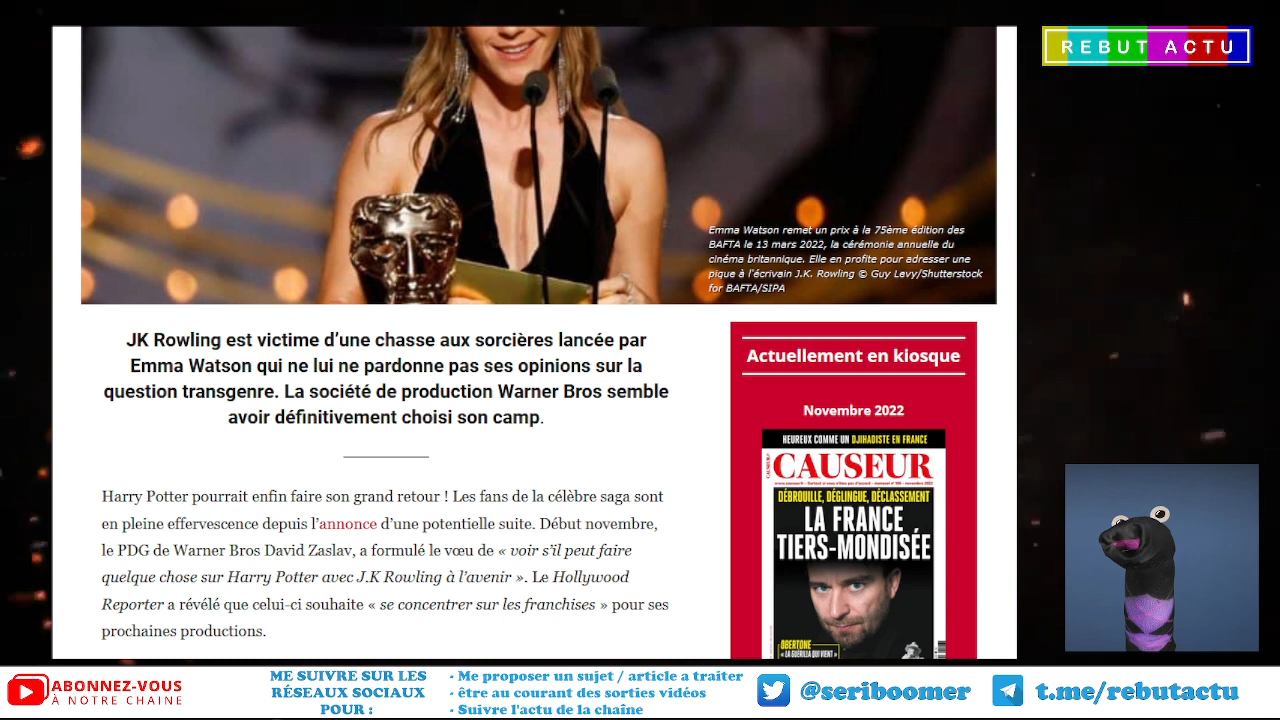 REBUT ACTU
Emma Watson remet un prix à la 75ème édition des
BAFTA le 13 mars 2022, la cérémonie annuelle du
cinéma britannique. Elle en profite pour adresser une
pique à l'écrivain J.K. Rowling © Guy Levy/Shutterstock
for BAFTA/SIPA
JK Rowling est victime d’une chasse aux sorcières lancée par
Emma Watson qui ne lui ne pardonne pas ses opinions sur la
question transgenre. La société de production Warner Bros semble
avoir définitivement choisi son camp.
Harry Potter pourrait enfin faire son grand retour ! Les fans de la célèbre saga sont
en pleine effervescence depuis l’annonce d’une potentielle suite. Début novembre,
le PDG de Warner Bros David Zaslav, a formulé le vœu de « voir s’il peut faire
quelque chose sur Harry Potter avec J.K Rowling à l’avenir ». Le Hollywood
Reporter a révélé que celui-ci souhaite « se concentrer sur les franchises » pour ses
prochaines productions.
Actuellement en kiosque
Novembre 2022
HEUREUX COMME UN DJIHADISTE EN FRANCE
CAUSEUR
DÉBROUILLE, DÉGLINGUE, DÉCLASSEMENT
LA FRANCE
TIERS-MONDISÉE
OBERTONE
« LA GUÉRILLA QUI VIENT »
ABONNEZ-VOUS
À NOTRE CHAINE
ME SUIVRE SUR LES
RÉSEAUX SOCIAUX
POUR :
- Me proposer un sujet / article a traiter
- être au courant des sorties vidéos
- Suivre l'actu de la chaîne
@seriboomer
t.me/rebutactu